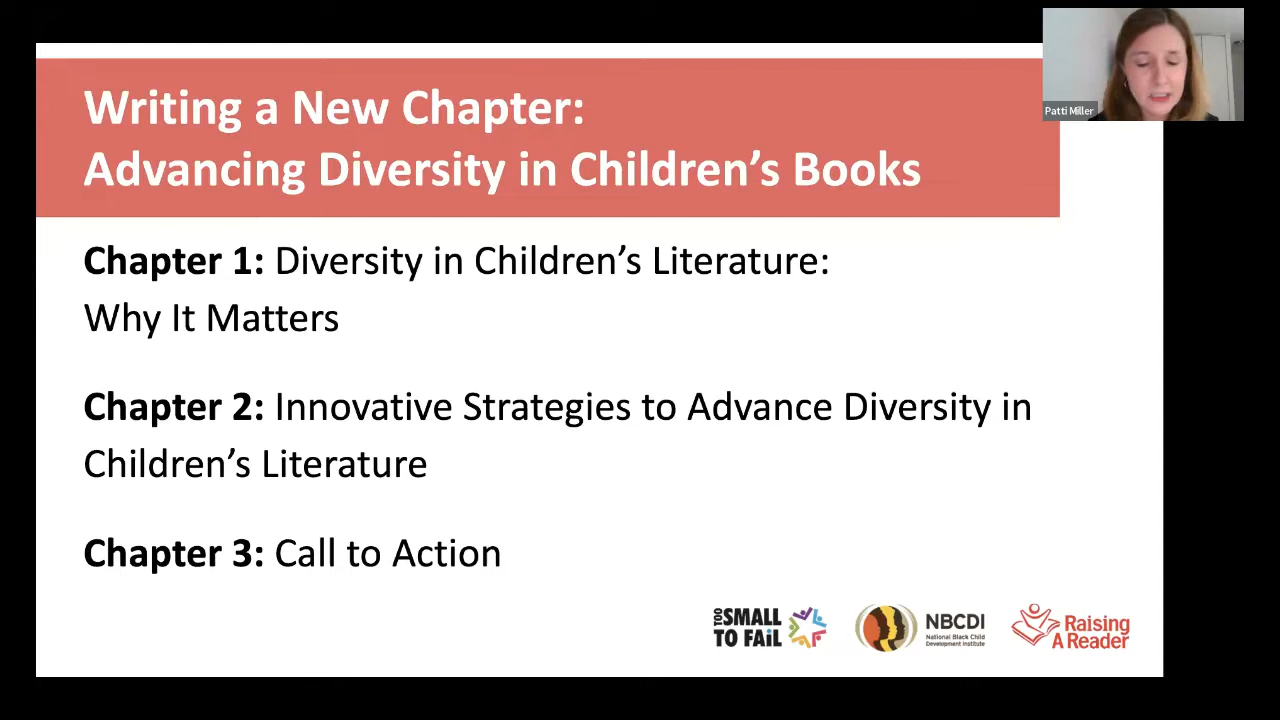 Writing a New Chapter:
Advancing Diversity in Children's Books
Patti Miller
Chapter 1: Diversity in Children's Literature:
Why It Matters
Chapter 2: Innovative Strategies to Advance Diversity in
Children's Literature
Chapter 3: Call to Action
TOO SMALL
TO FAiL
NBCDI
National Black Child
Development Institute
Raising
A Reader